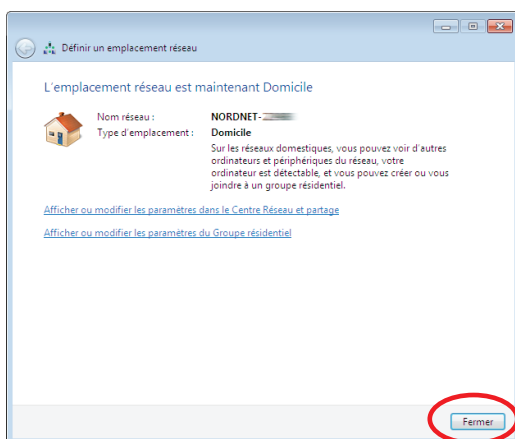 Définir un emplacement réseau
L'emplacement réseau est maintenant Domicile
Nom réseau : NORDNET-
Type d'emplacement : Domicile
Sur les réseaux domestiques, vous pouvez voir d'autres
ordinateurs et périphériques du réseau, votre
ordinateur est détectable, et vous pouvez créer ou vous
joindre à un groupe résidentiel.
Afficher ou modifier les paramètres dans le Centre Réseau et partage
Afficher ou modifier les paramètres du Groupe résidentiel
Fermer